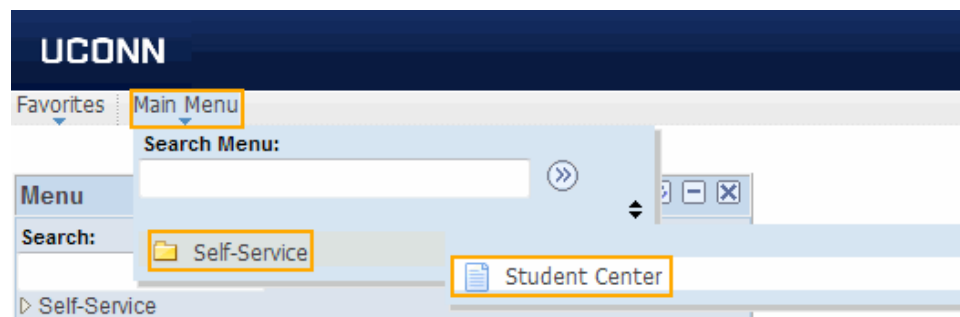 UCONN
Favorites Main Menu
Search Menu:
Menu
Search:
Self-Service
Student Center
Self-Service